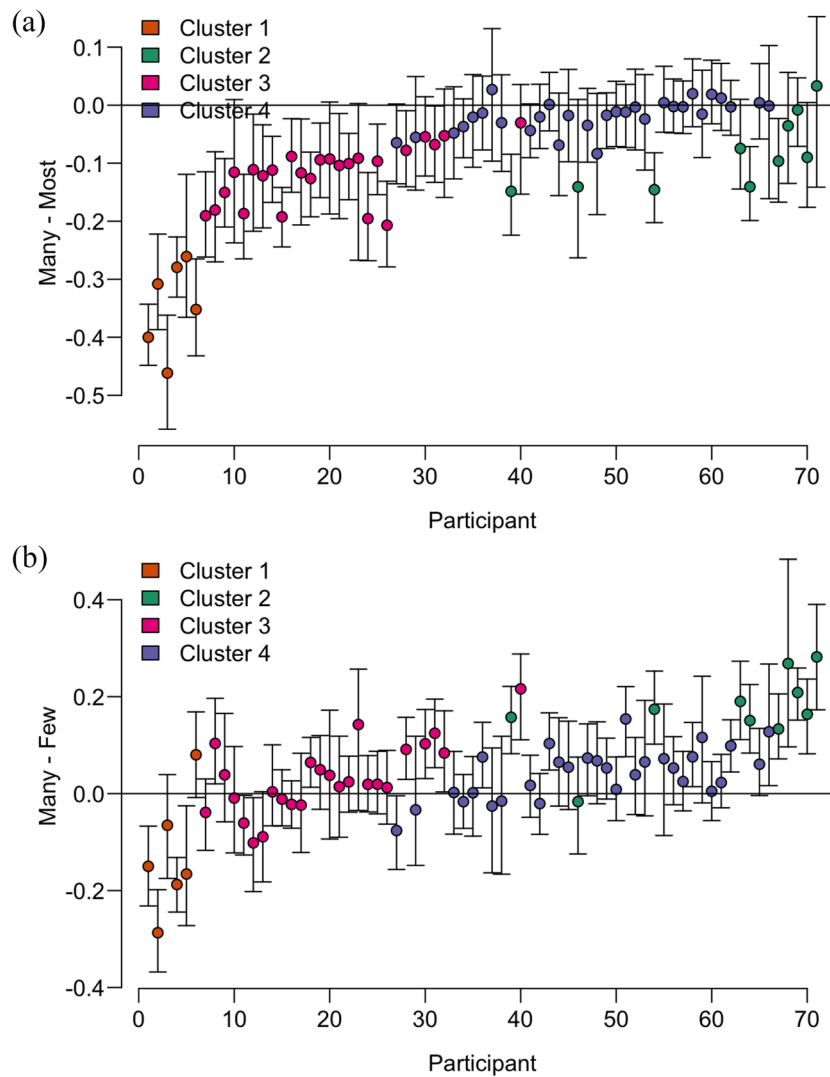 (a)
Cluster 1
Cluster 2
Cluster 3
Cluster 4
Many - Most
0.1
0.0
-0.1
-0.2
-0.3
-0.4
-0.5
0 10 20 30 40 50 60 70
Participant
(b)
Cluster 1
Cluster 2
Cluster 3
Cluster 4
Many - Few
0.4
0.2
0.0
-0.2
-0.4
0 10 20 30 40 50 60 70
Participant